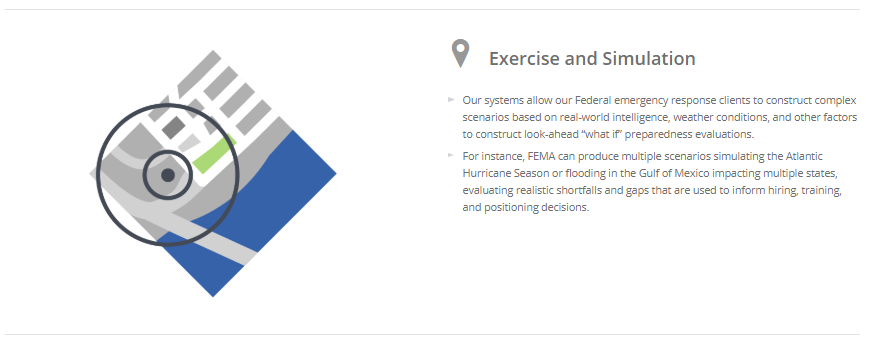 Exercise and Simulation
Our systems allow our Federal emergency response clients to construct complex
scenarios based on real-world intelligence, weather conditions, and other factors
to construct look-ahead “what if” preparedness evaluations.
For instance, FEMA can produce multiple scenarios simulating the Atlantic
Hurricane Season or flooding in the Gulf of Mexico impacting multiple states,
evaluating realistic shortfalls and gaps that are used to inform hiring, training,
and positioning decisions.